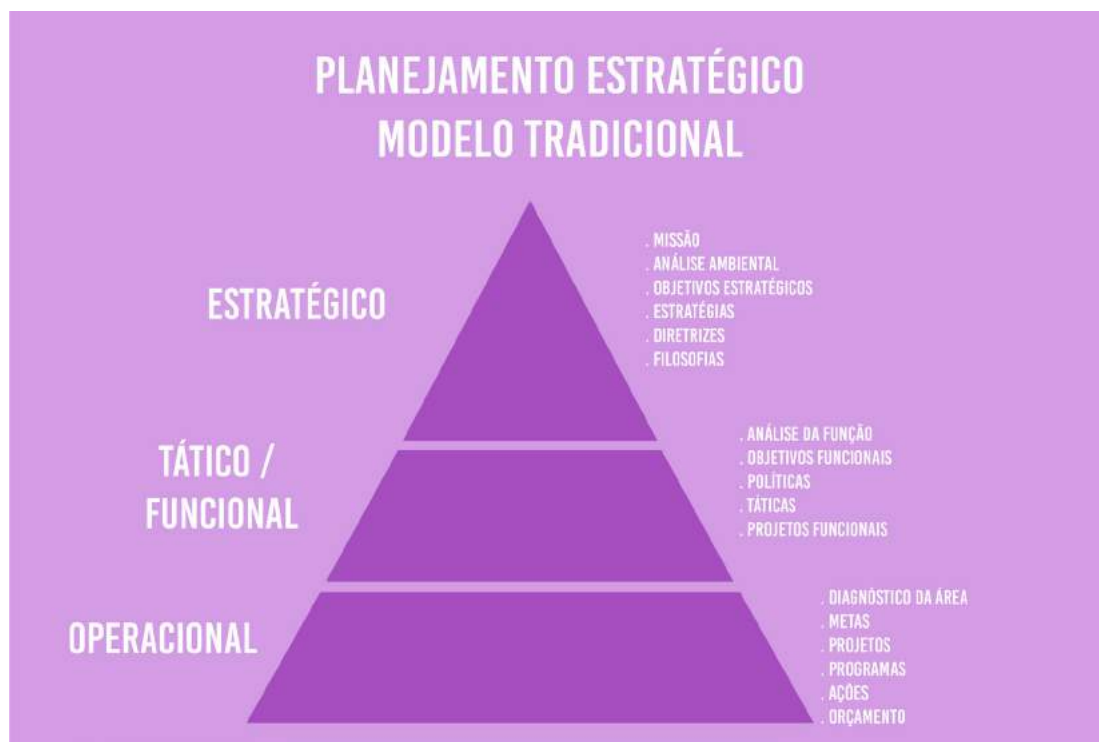 PLANEJAMENTO ESTRATÉGICO
MODELO TRADICIONAL
ESTRATÉGICO
. MISSÃO
. ANÁLISE AMBIENTAL
. OBJETIVOS ESTRATÉGICOS
. ESTRATÉGIAS
. DIRETRIZES
. FILOSOFIAS
TÁTICO /
FUNCIONAL
. ANÁLISE DA FUNÇÃO
. OBJETIVOS FUNCIONAIS
. POLÍTICAS
. TÁTICAS
. PROJETOS FUNCIONAIS
OPERACIONAL
. DIAGNÓSTICO DA ÁREA
. METAS
. PROJETOS
. PROGRAMAS
. AÇÕES
. ORÇAMENTO